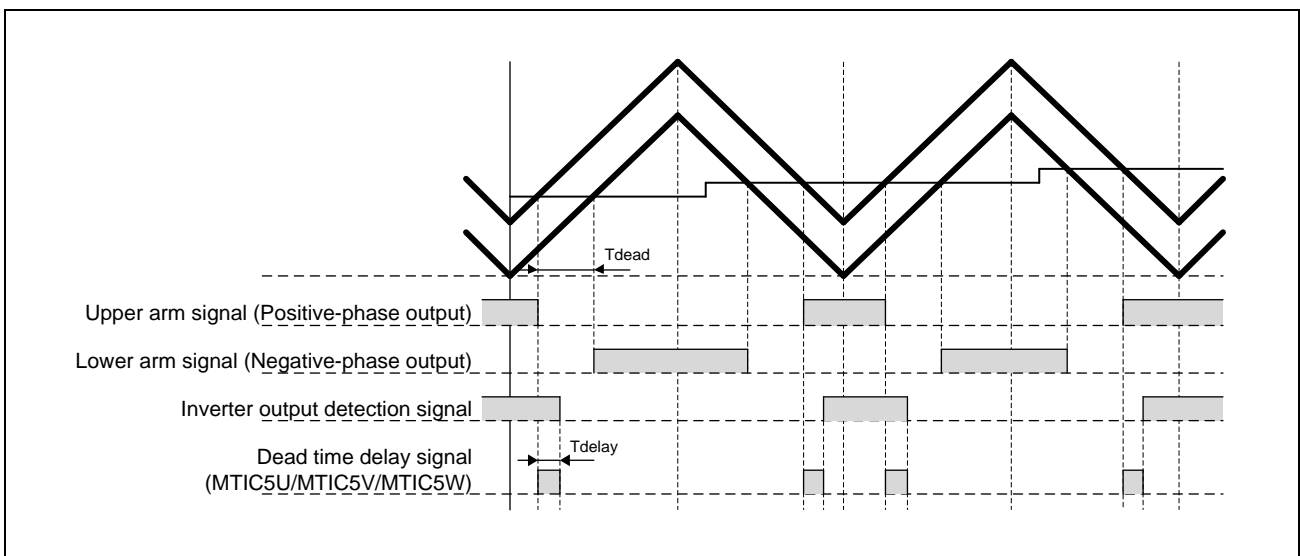 Tdead
Upper arm signal (Positive-phase output)
Lower arm signal (Negative-phase output)
Inverter output detection signal
Tdelay
Dead time delay signal
(MTIC5U/MTIC5V/MTIC5W)